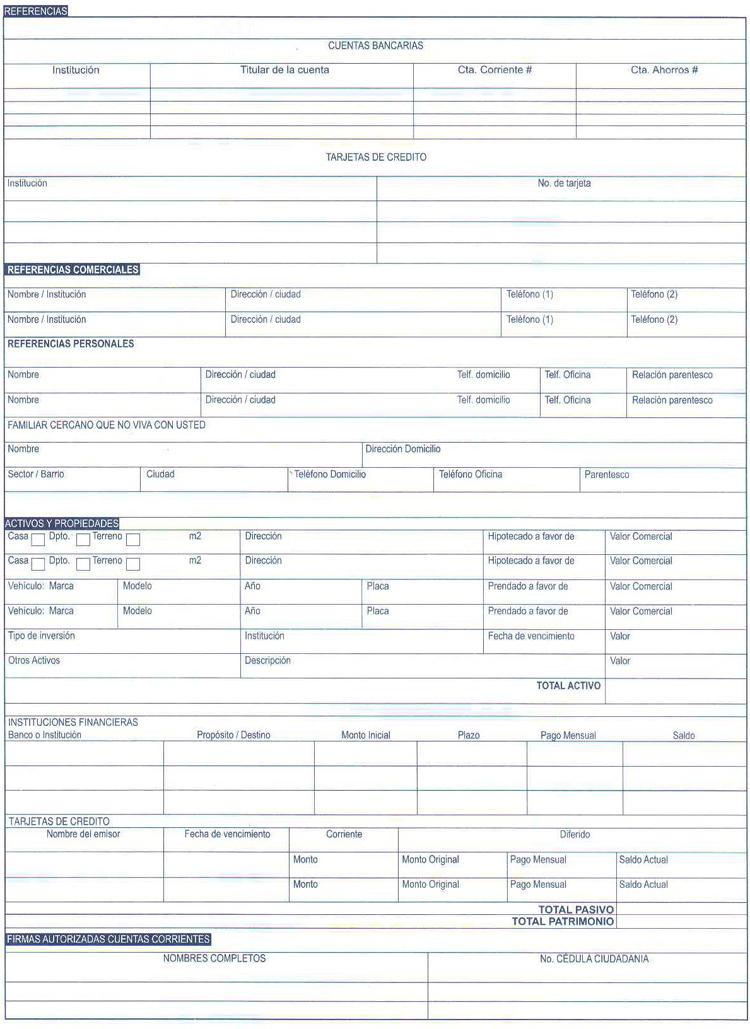 REFERENCIAS
CUENTAS BANCARIAS
Institución Titular de la cuenta Cta. Corriente # Cta. Ahorros #
TARJETAS DE CREDITO
Institución No. de tarjeta
REFERENCIAS COMERCIALES
Nombre / Institución Dirección / ciudad Teléfono (1) Teléfono (2)
Nombre / Institución Dirección / ciudad Teléfono (1) Teléfono (2)
REFERENCIAS PERSONALES
Nombre Dirección / ciudad Telf. domicilio Telf. Oficina Relación parentesco
Nombre Dirección / ciudad Telf. domicilio Telf. Oficina Relación parentesco
FAMILIAR CERCANO QUE NO VIVA CON USTED
Nombre Dirección Domicilio
Sector / Barrio Ciudad Teléfono Domicilio Teléfono Oficina Parentesco
ACTIVOS Y PROPIEDADES
Casa Dpto. Terreno m2 Dirección Hipotecado a favor de Valor Comercial
Casa Dpto. Terreno m2 Dirección Hipotecado a favor de Valor Comercial
Vehículo: Marca Modelo Año Placa Prendado a favor de Valor Comercial
Vehículo: Marca Modelo Año Placa Prendado a favor de Valor Comercial
Tipo de inversión Institución Fecha de vencimiento Valor
Otros Activos Descripción Valor
TOTAL ACTIVO
INSTITUCIONES FINANCIERAS
Banco o Institución Propósito / Destino Monto Inicial Plazo Pago Mensual Saldo
TARJETAS DE CREDITO
Nombre del emisor Fecha de vencimiento Corriente Diferido
Monto Monto Original Pago Mensual Saldo Actual
Monto Monto Original Pago Mensual Saldo Actual
TOTAL PASIVO
TOTAL PATRIMONIO
FIRMAS AUTORIZADAS CUENTAS CORRIENTES
NOMBRES COMPLETOS No. CÉDULA CIUDADANIA